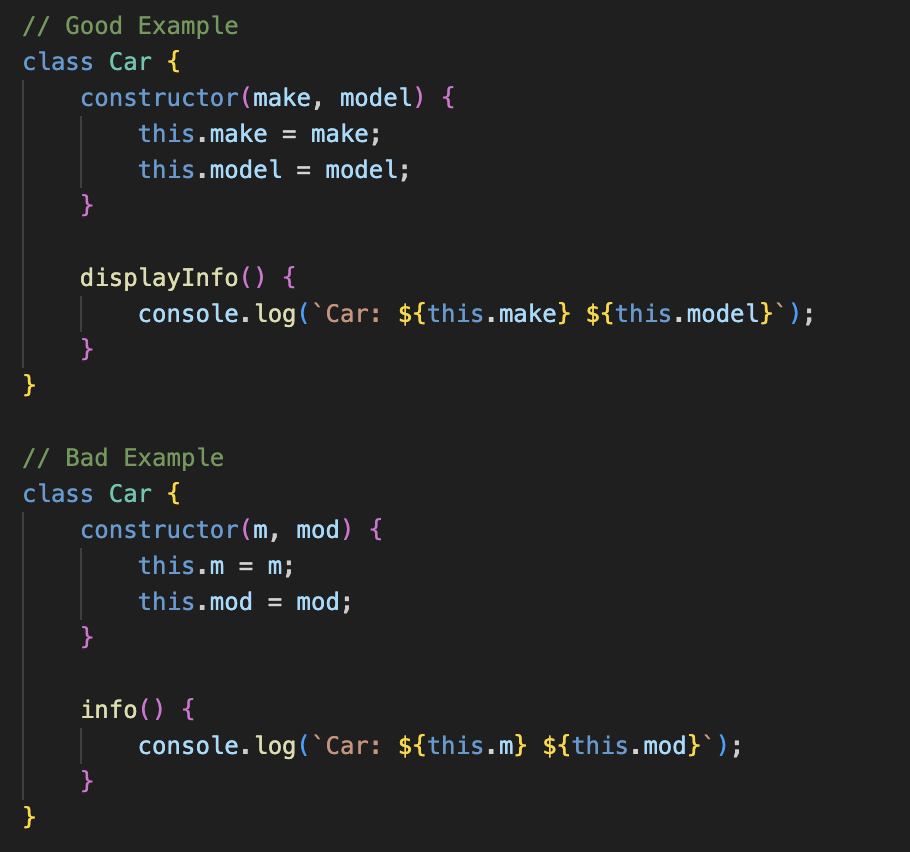 // Good Example
class Car {
    constructor(make, model) {
        this.make = make;
        this.model = model;
    }

    displayInfo() {
        console.log(`Car: ${this.make} ${this.model}`);
    }
}

// Bad Example
class Car {
    constructor(m, mod) {
        this.m = m;
        this.mod = mod;
    }

    info() {
        console.log(`Car: ${this.m} ${this.mod}`);
    }
}